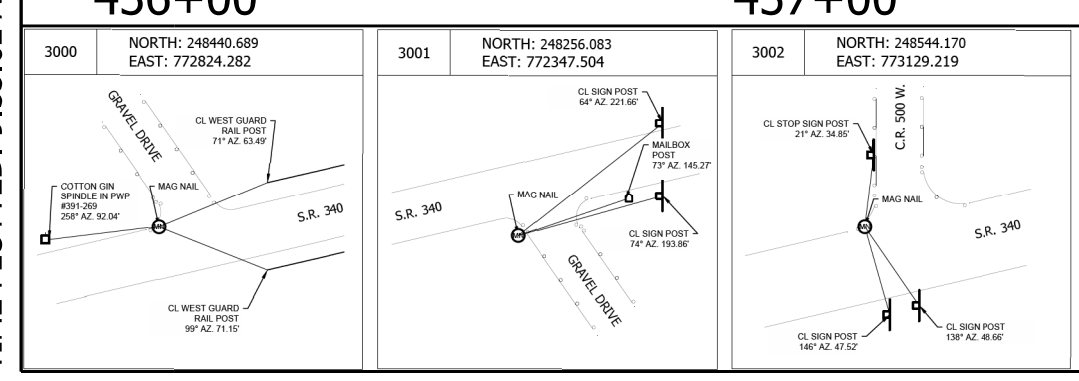 3000
NORTH: 248440.689
EAST: 772824.282
GRAVEL DRIVE
CL WEST GUARD
RAIL POST
71° AZ. 63.49'
COTTON GIN
SPINDLE IN PWP
#391-269
258° AZ. 92.04'
MAG NAIL
MN
S.R. 340
CL WEST GUARD
RAIL POST
99° AZ. 71.15'
3001
NORTH: 248256.083
EAST: 772347.504
CL SIGN POST
64° AZ. 221.66'
MAILBOX
POST
73° AZ. 145.27'
MAG NAIL
MN
S.R. 340
CL SIGN POST
74° AZ. 193.86'
GRAVEL DRIVE
3002
NORTH: 248544.170
EAST: 773129.219
CL STOP SIGN POST
21° AZ. 34.85'
C.R. 500 W.
MAG NAIL
MN
S.R. 340
CL SIGN POST
146° AZ. 47.52'
CL SIGN POST
138° AZ. 48.66'